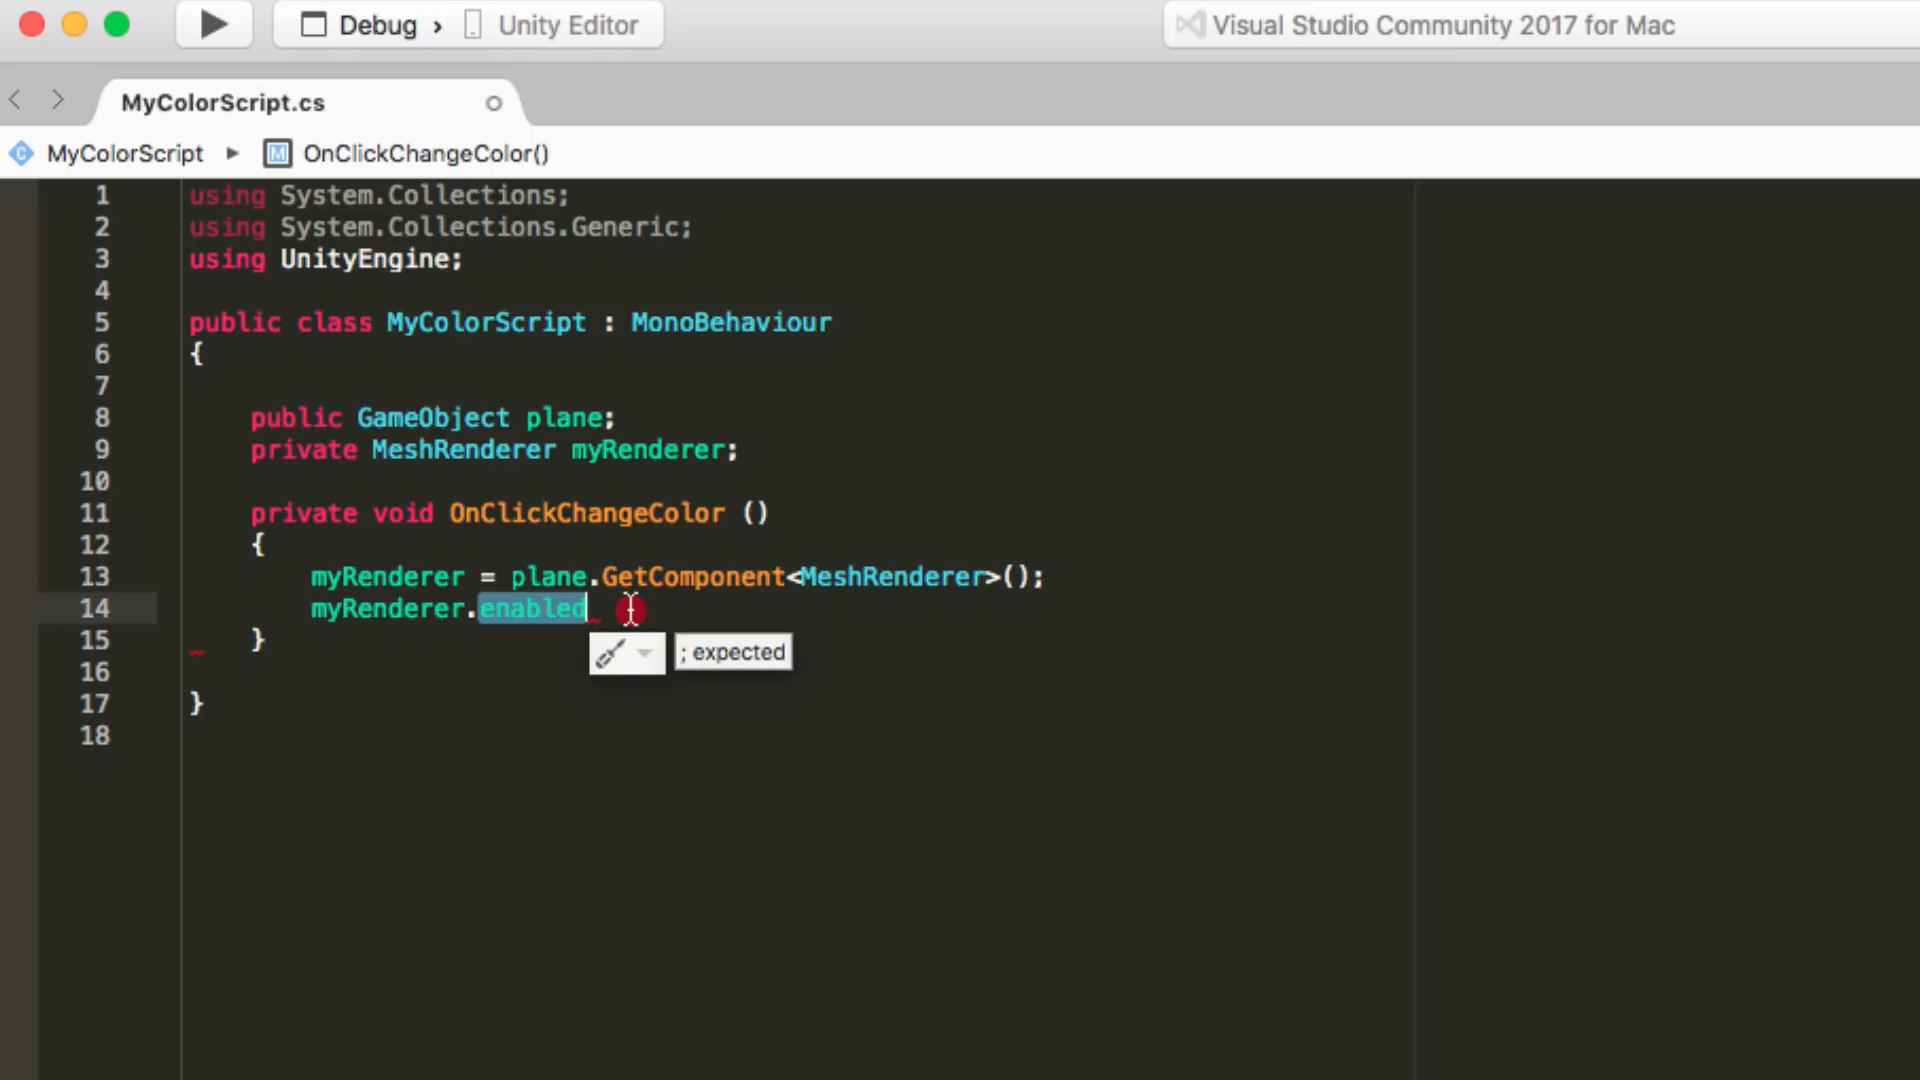 Debug › Unity Editor
Visual Studio Community 2017 for Mac
MyColorScript.cs
MyColorScript ▶ M OnClickChangeColor()
1 using System.Collections;
2 using System.Collections.Generic;
3 using UnityEngine;
4
5 public class MyColorScript : MonoBehaviour
6 {
7
8 public GameObject plane;
9 private MeshRenderer myRenderer;
10
11 private void OnClickChangeColor ()
12 {
13 myRenderer = plane.GetComponent<MeshRenderer>();
14 myRenderer.enabled
15 }
; expected
16
17 }
18